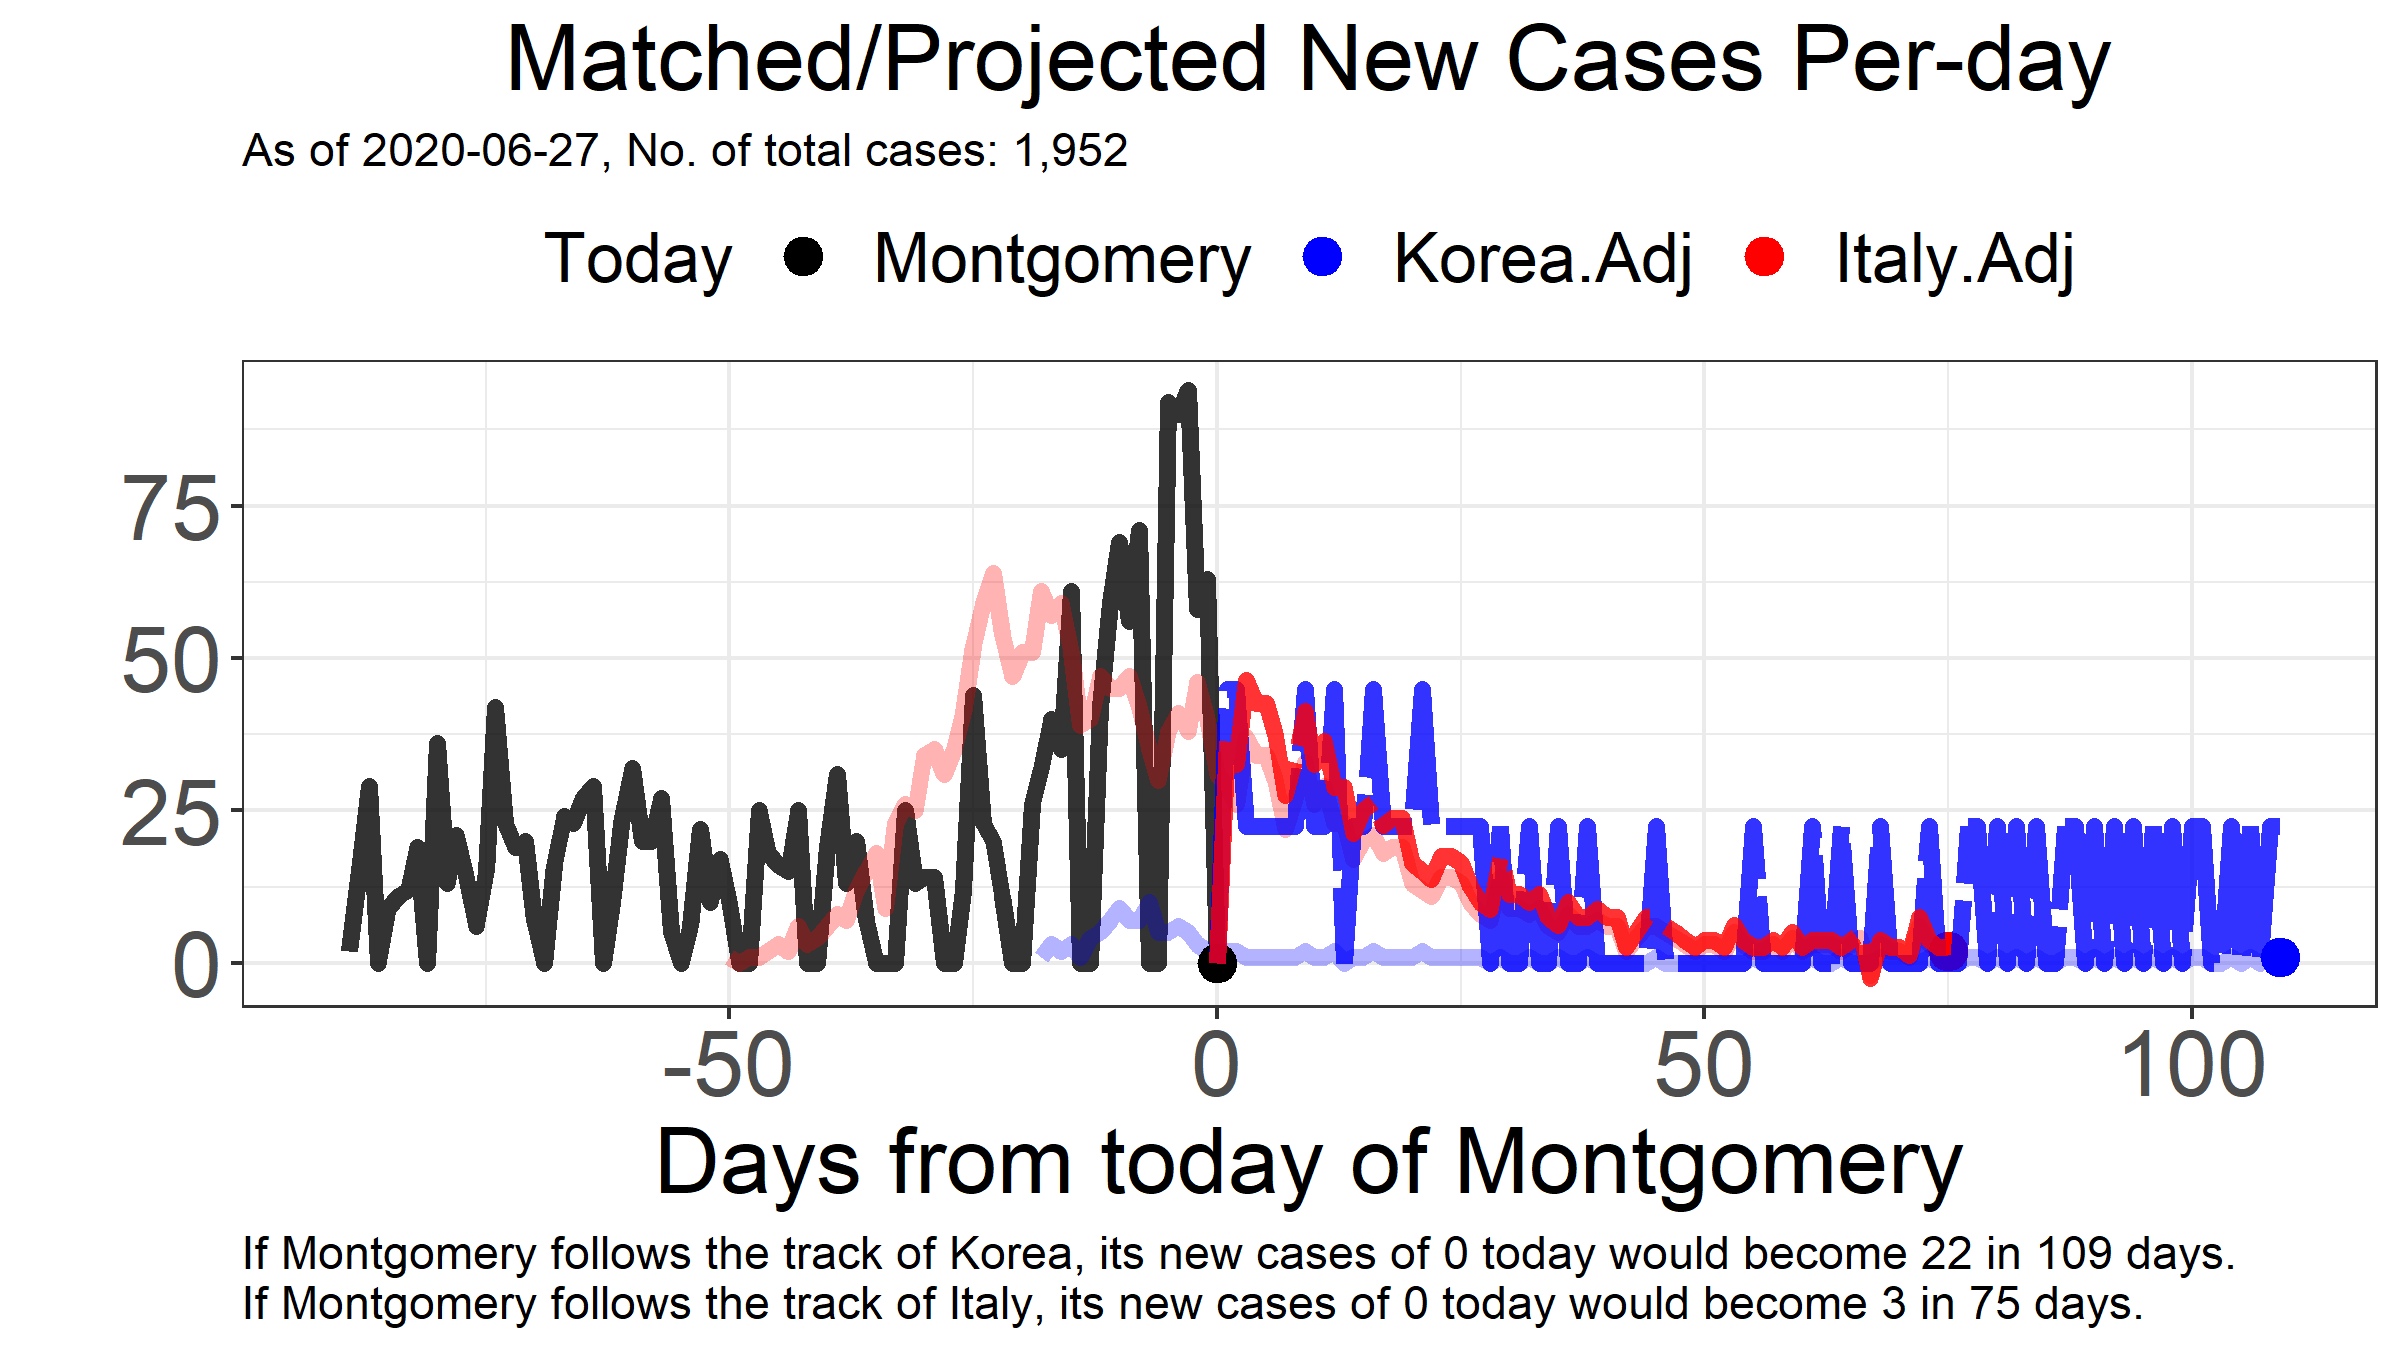 Matched/Projected New Cases Per-day
As of 2020-06-27, No. of total cases: 1,952
Today Montgomery Korea.Adj Italy.Adj
75
50
25
0
-50 0 50 100
Days from today of Montgomery
If Montgomery follows the track of Korea, its new cases of 0 today would become 22 in 109 days.
If Montgomery follows the track of Italy, its new cases of 0 today would become 3 in 75 days.